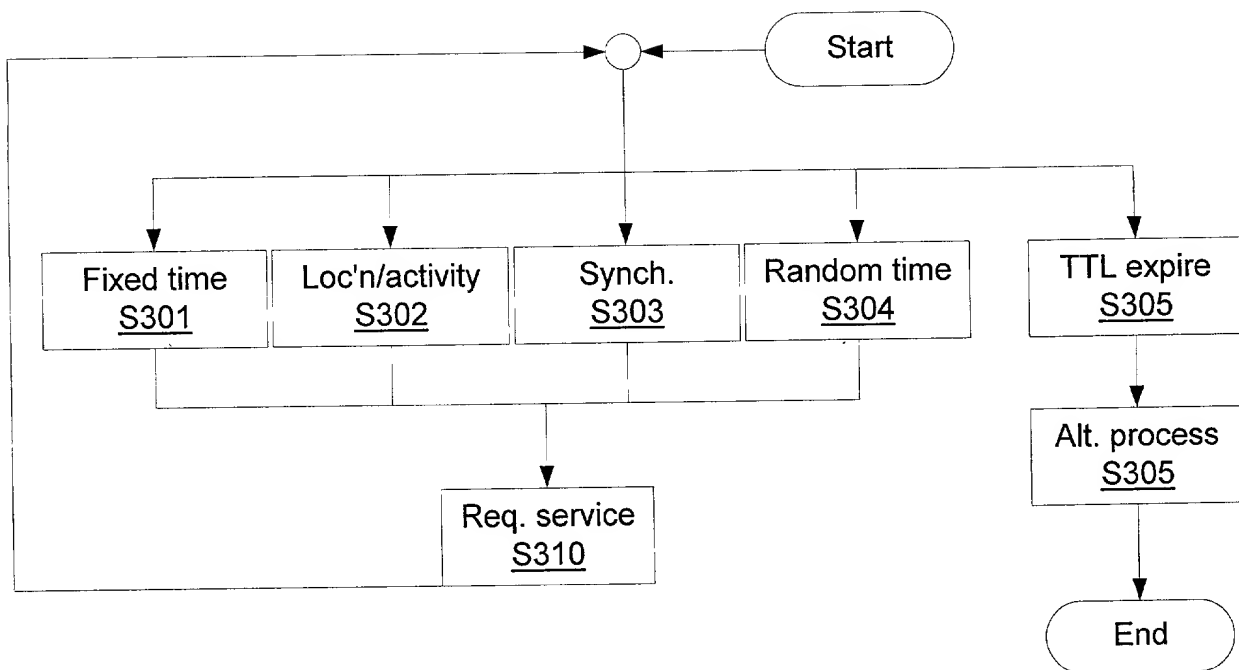 Start
Fixed time
S301
Loc'n/activity
S302
Synch.
S303
Random time
S304
TTL expire
S305
Alt. process
S305
Req. service
S310
End